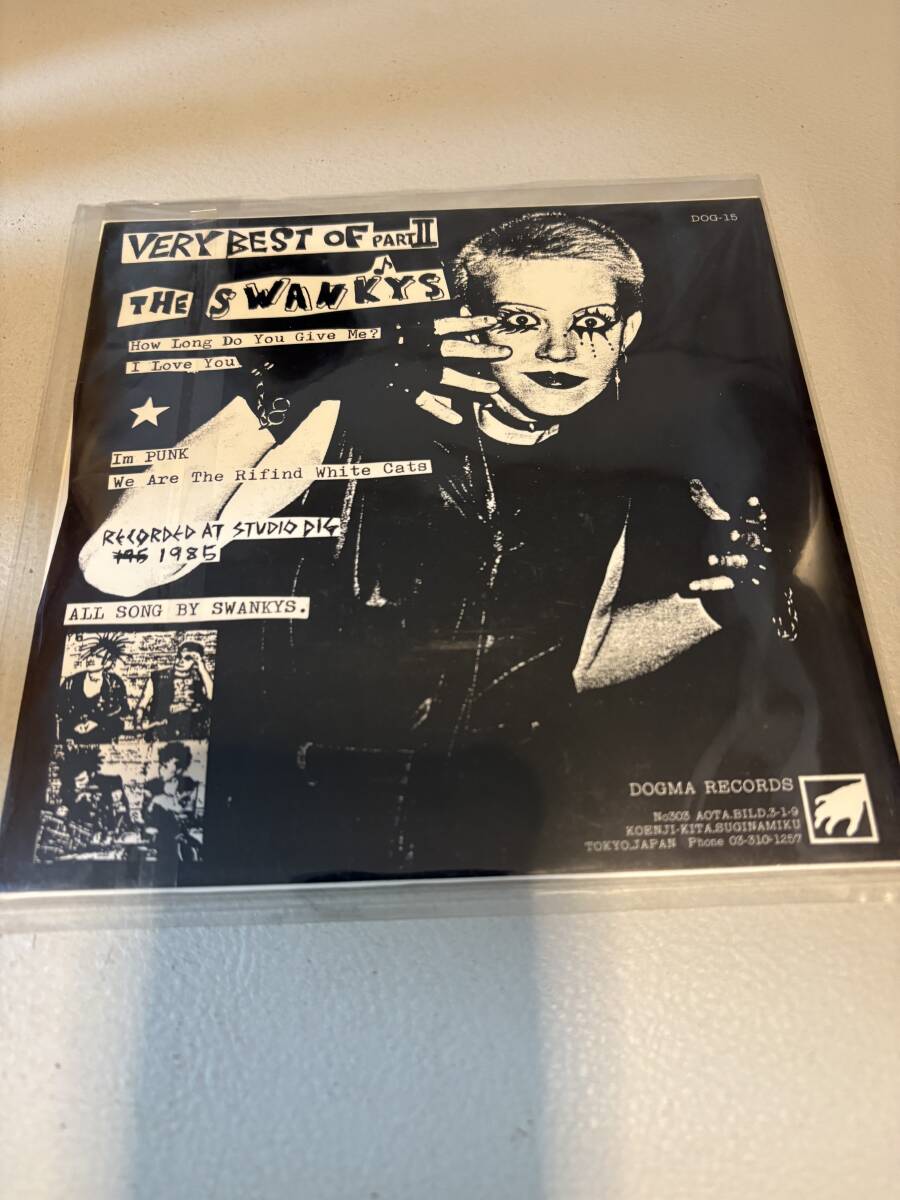 DOG-15
VERY BEST OF PART II
THE SWANKYS
How Long Do You Give Me?
I Love You
Im PUNK
We Are The Rifind White Cats
RECORDED AT STUDIO DIG
195 1985
ALL SONG BY SWANKYS.
DOGMA RECORDS
No303 AOTA.BILD.3-1-9
KOENJI-KITA.SUGINAMIKU
TOKYO.JAPAN Phone 03-310-1257